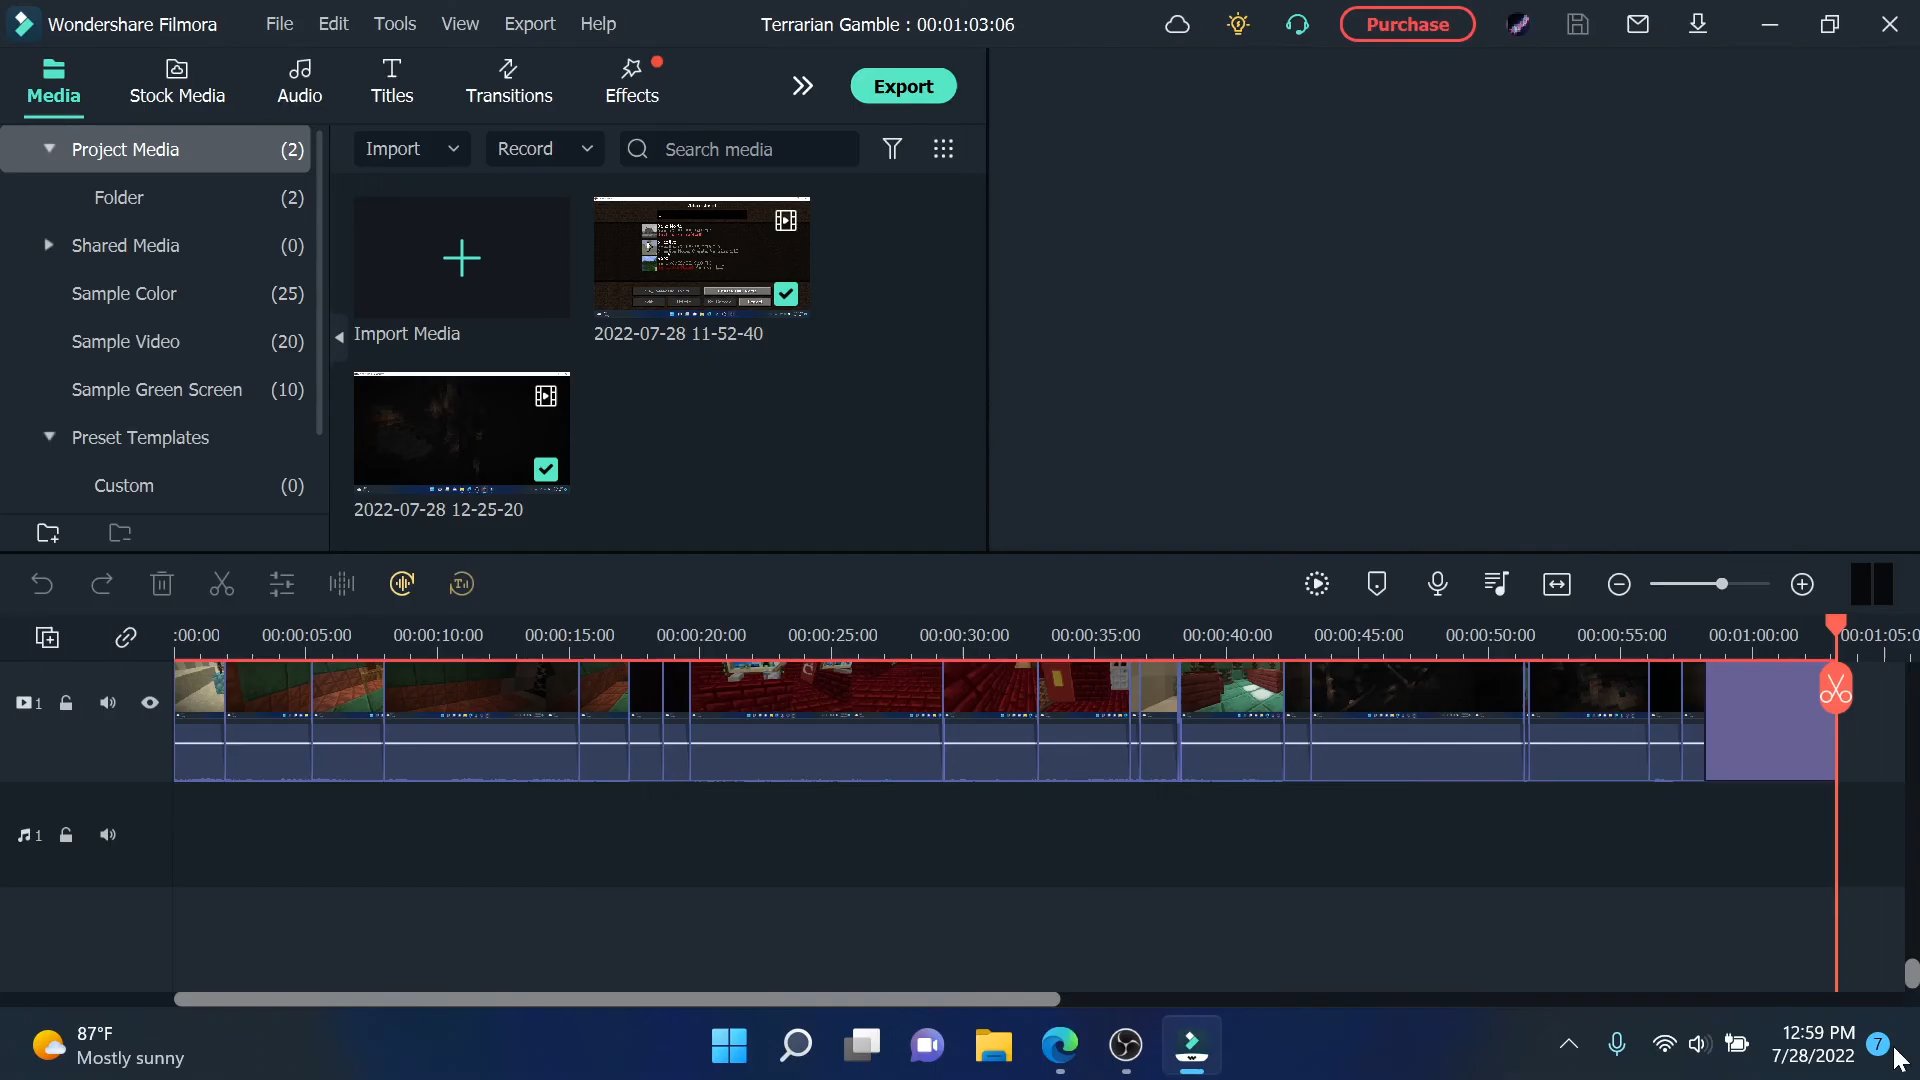 Wondershare Filmora File Edit Tools View Export Help Terrarian Gamble : 00:01:03:06 Purchase
Media Stock Media Audio Titles Transitions Effects Export
Project Media (2)
Folder (2)
Shared Media (0)
Sample Color (25)
Sample Video (20)
Sample Green Screen (10)
Preset Templates
Custom (0)
Import Record Search media
Import Media
2022-07-28 11-52-40
2022-07-28 12-25-20
:00:00 00:00:05:00 00:00:10:00 00:00:15:00 00:00:20:00 00:00:25:00 00:00:30:00 00:00:35:00 00:00:40:00 00:00:45:00 00:00:50:00 00:00:55:00 00:01:00:00 00:01:05:0
1
1
87°F
Mostly sunny
12:59 PM
7/28/2022
7